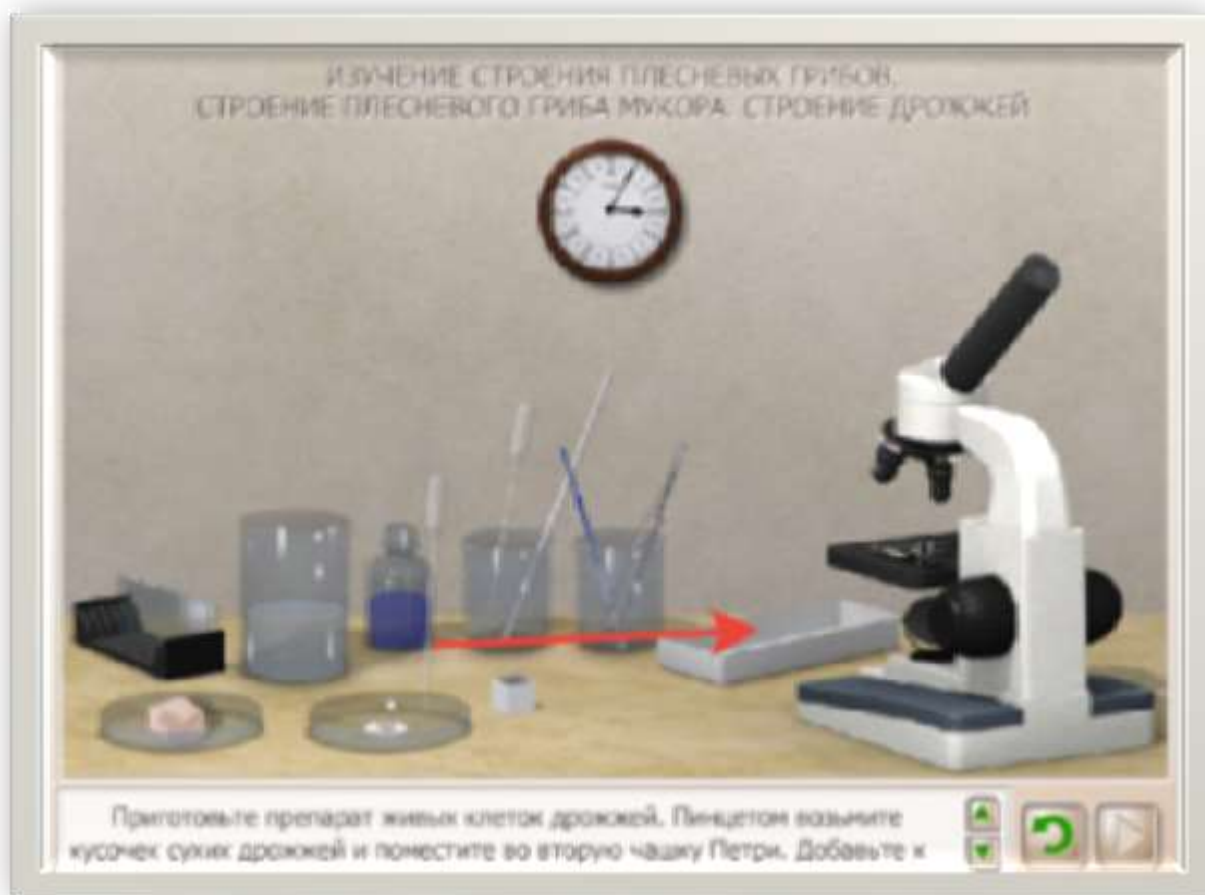 ИЗУЧЕНИЕ СТРОЕНИЯ ПЛЕСНЕВЫХ ГРИБОВ.
СТРОЕНИЕ ПЛЕСНЕВОГО ГРИБА МУКОРА. СТРОЕНИЕ ДРОЖЖЕЙ
Приготовьте препарат живых клеток дрожжей. Пинцетом возьмите
кусочек сухих дрожжей и поместите во вторую чашку Петри. Добавьте к